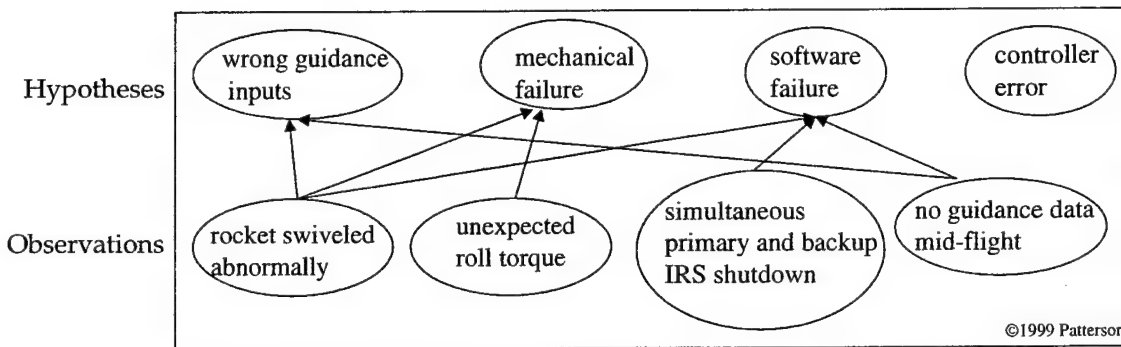 Hypotheses
wrong guidance
inputs
mechanical
failure
software
failure
controller
error
Observations
rocket swiveled
abnormally
unexpected
roll torque
simultaneous
primary and backup
IRS shutdown
no guidance data
mid-flight
©1999 Patterson